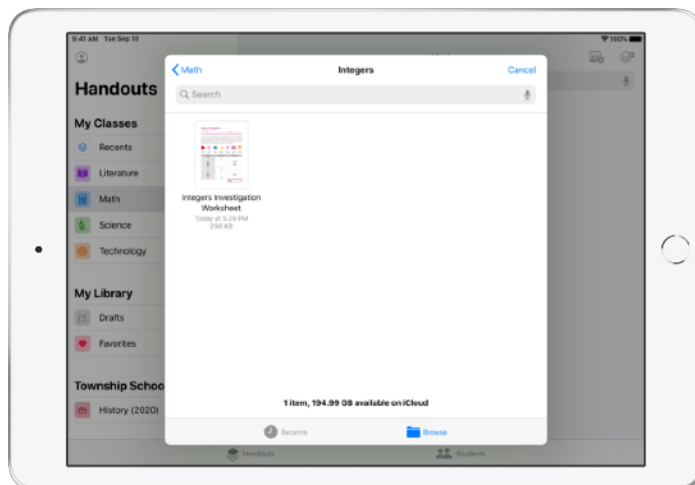 9:41 AM Tue Sep 10
100%
Handouts
My Classes
Recents
Literature
Math
Science
Technology
My Library
Drafts
Favorites
Township Schoo
History (2020)
Math
Integers
Cancel
Search
Integers Investigation
Worksheet
Today at 5:29 PM
298 KB
1 item, 194.99 GB available on iCloud
Recents
Browse
Handouts
Students